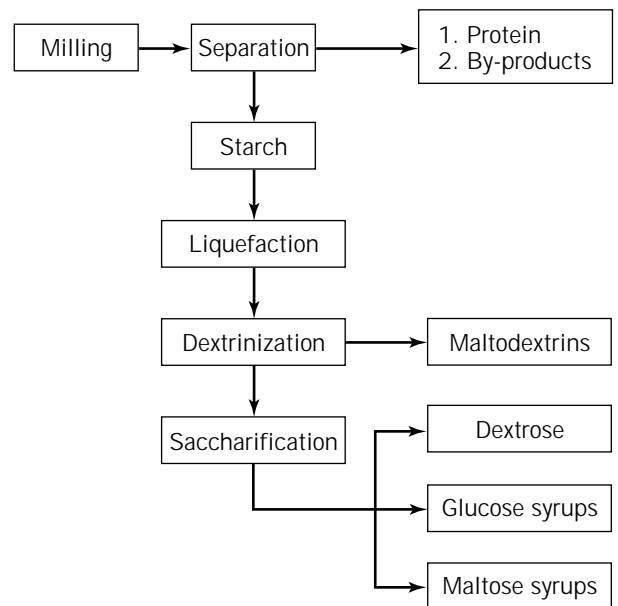 Milling
Separation
1. Protein
2. By-products
Starch
Liquefaction
Dextrinization
Maltodextrins
Saccharification
Dextrose
Glucose syrups
Maltose syrups